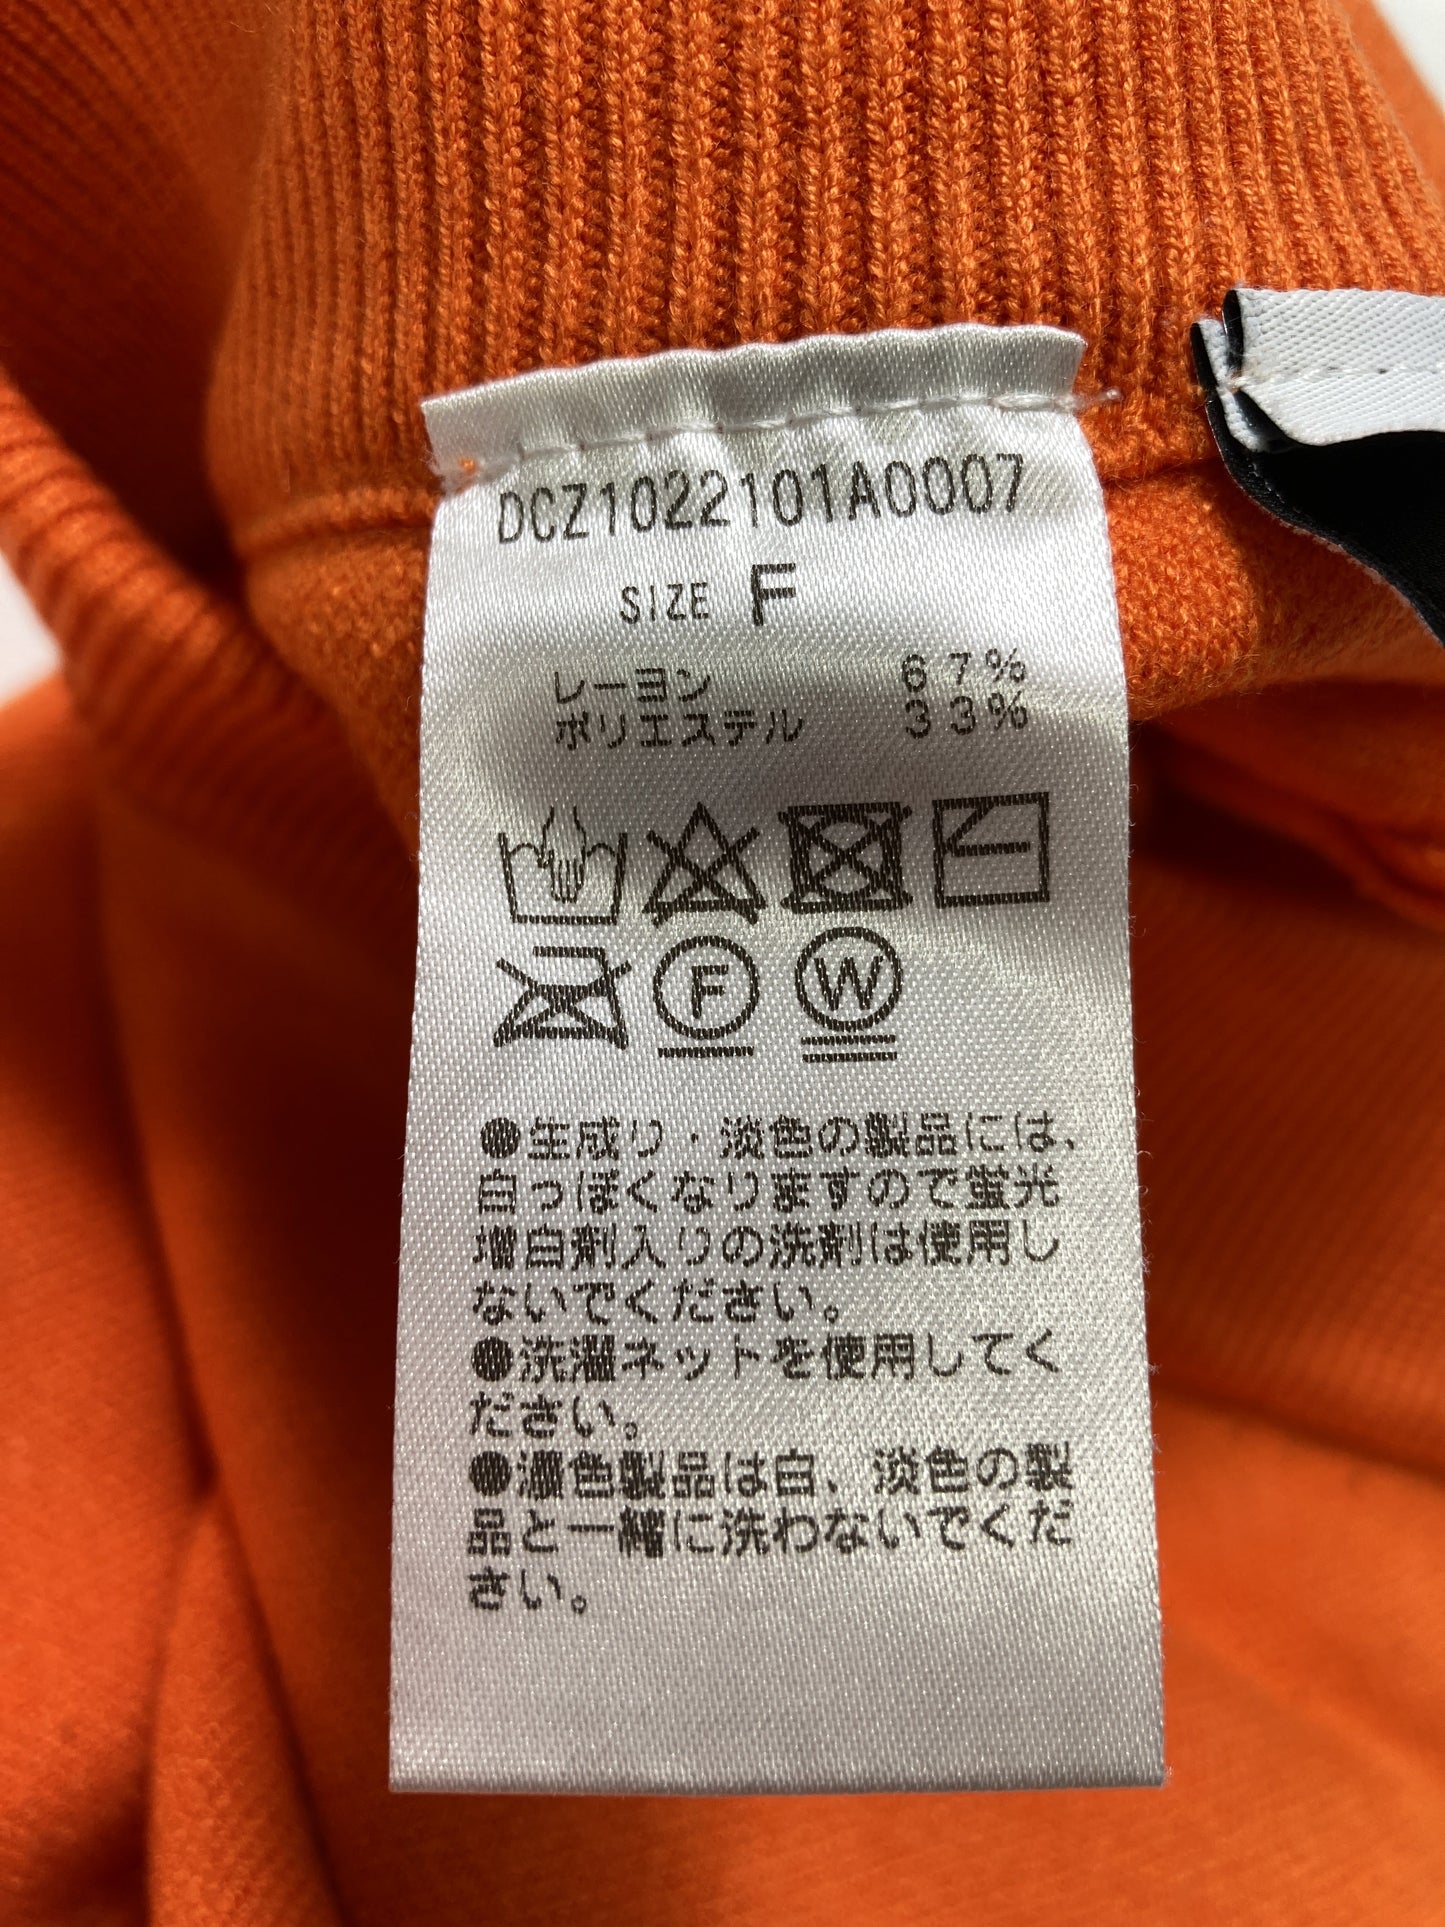 DCZ1022101A0007
SIZE F
レーヨン 67%
ポリエステル 33%
F W
●生成り・淡色の製品には、
白っぽくなりますので蛍光
増白剤入りの洗剤は使用し
ないでください。
●洗濯ネットを使用してく
ださい。
●濃色製品は白、淡色の製
品と一緒に洗わないでくだ
さい。